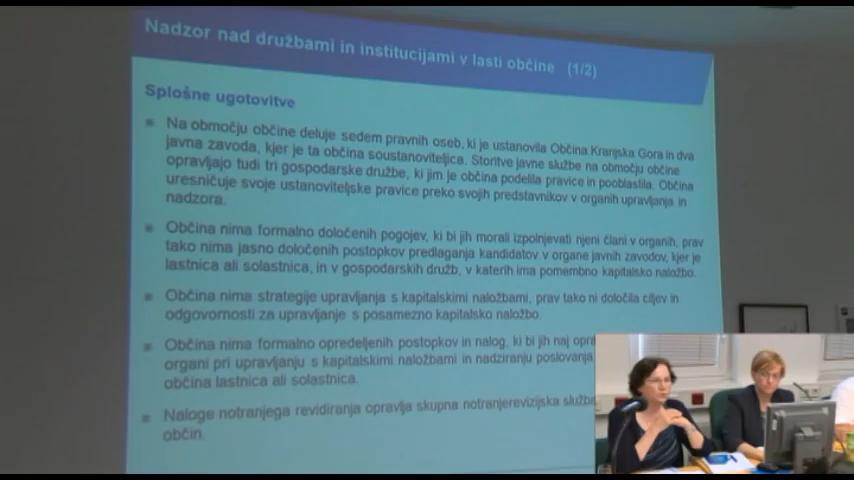 Nadzor nad družbami in institucijami v lasti občine (1/2)
Splošne ugotovitve
Na območju občine deluje sedem pravnih oseb, ki je ustanovila Občina Kranjska Gora in dva
javna zavoda, kjer je ta občina soustanoviteljica. Storitve javne službe na območju občine
opravljajo tudi tri gospodarske družbe, ki jim je občina podelila pravice in pooblastila. Občina
uresničuje svoje ustanoviteljske pravice preko svojih predstavnikov v organih upravljanja in
nadzora.
Občina nima formalno določenih pogojev, ki bi jih morali izpolnjevati njeni člani v organih, prav
tako nima jasno določenih postopkov predlaganja kandidatov v organe javnih zavodov, kjer je
lastnica ali solastnica, in v gospodarskih družb, v katerih ima pomembno kapitalsko naložbo.
Občina nima strategije upravljanja s kapitalskimi naložbami, prav tako ni določila ciljev in
odgovornosti za upravljanje s posamezno kapitalsko naložbo.
Občina nima formalno opredeljenih postopkov in nalog, ki bi jih naj
organi pri upravljanju s kapitalskimi naložbami in nadziranju poslovanja
občina lastnica ali solastnica.
Naloge notranjega revidiranja opravlja skupna notranjerevizijska
občin.